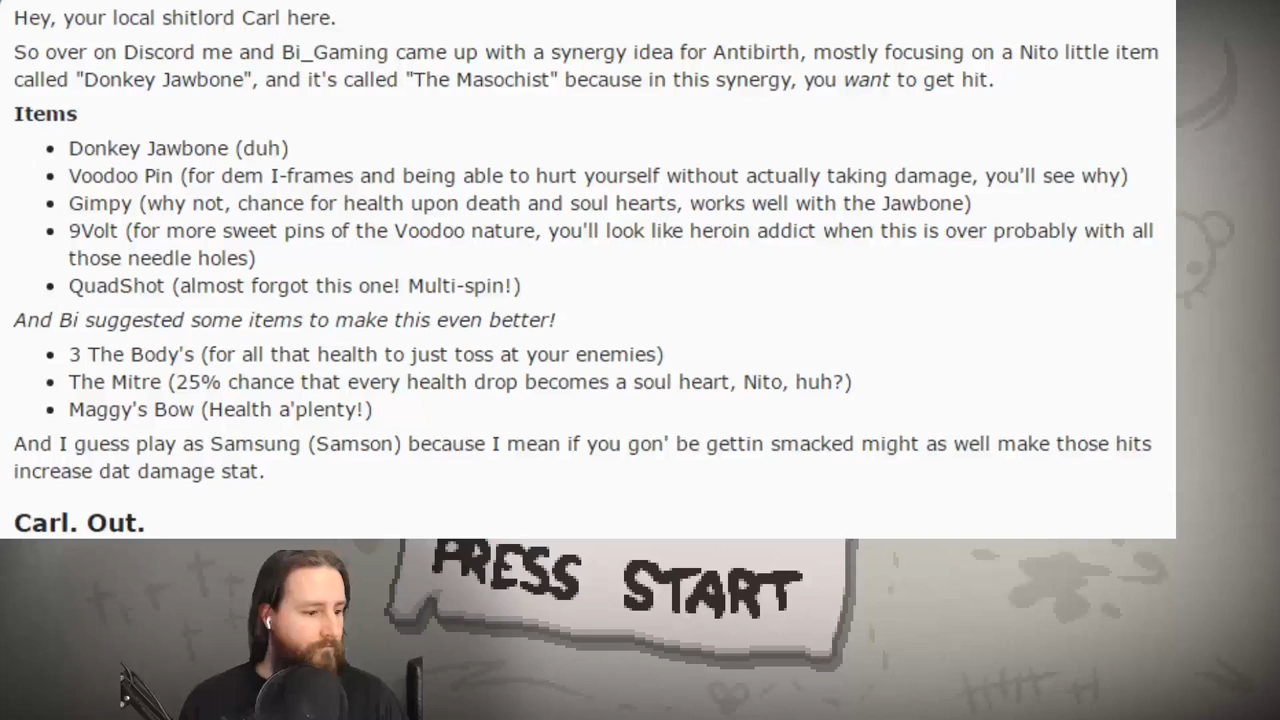 Hey, your local shitlord Carl here.
So over on Discord me and Bi_Gaming came up with a synergy idea for Antibirth, mostly focusing on a Nito little item
called "Donkey Jawbone", and it's called "The Masochist" because in this synergy, you want to get hit.
Items
• Donkey Jawbone (duh)
• Voodoo Pin (for dem I-frames and being able to hurt yourself without actually taking damage, you'll see why)
• Gimpy (why not, chance for health upon death and soul hearts, works well with the Jawbone)
• 9Volt (for more sweet pins of the Voodoo nature, you'll look like heroin addict when this is over probably with all
those needle holes)
• QuadShot (almost forgot this one! Multi-spin!)
And Bi suggested some items to make this even better!
• 3 The Body's (for all that health to just toss at your enemies)
• The Mitre (25% chance that every health drop becomes a soul heart, Nito, huh?)
• Maggy's Bow (Health a'plenty!)
And I guess play as Samsung (Samson) because I mean if you gon' be gettin smacked might as well make those hits
increase dat damage stat.
Carl. Out.
PRESS START